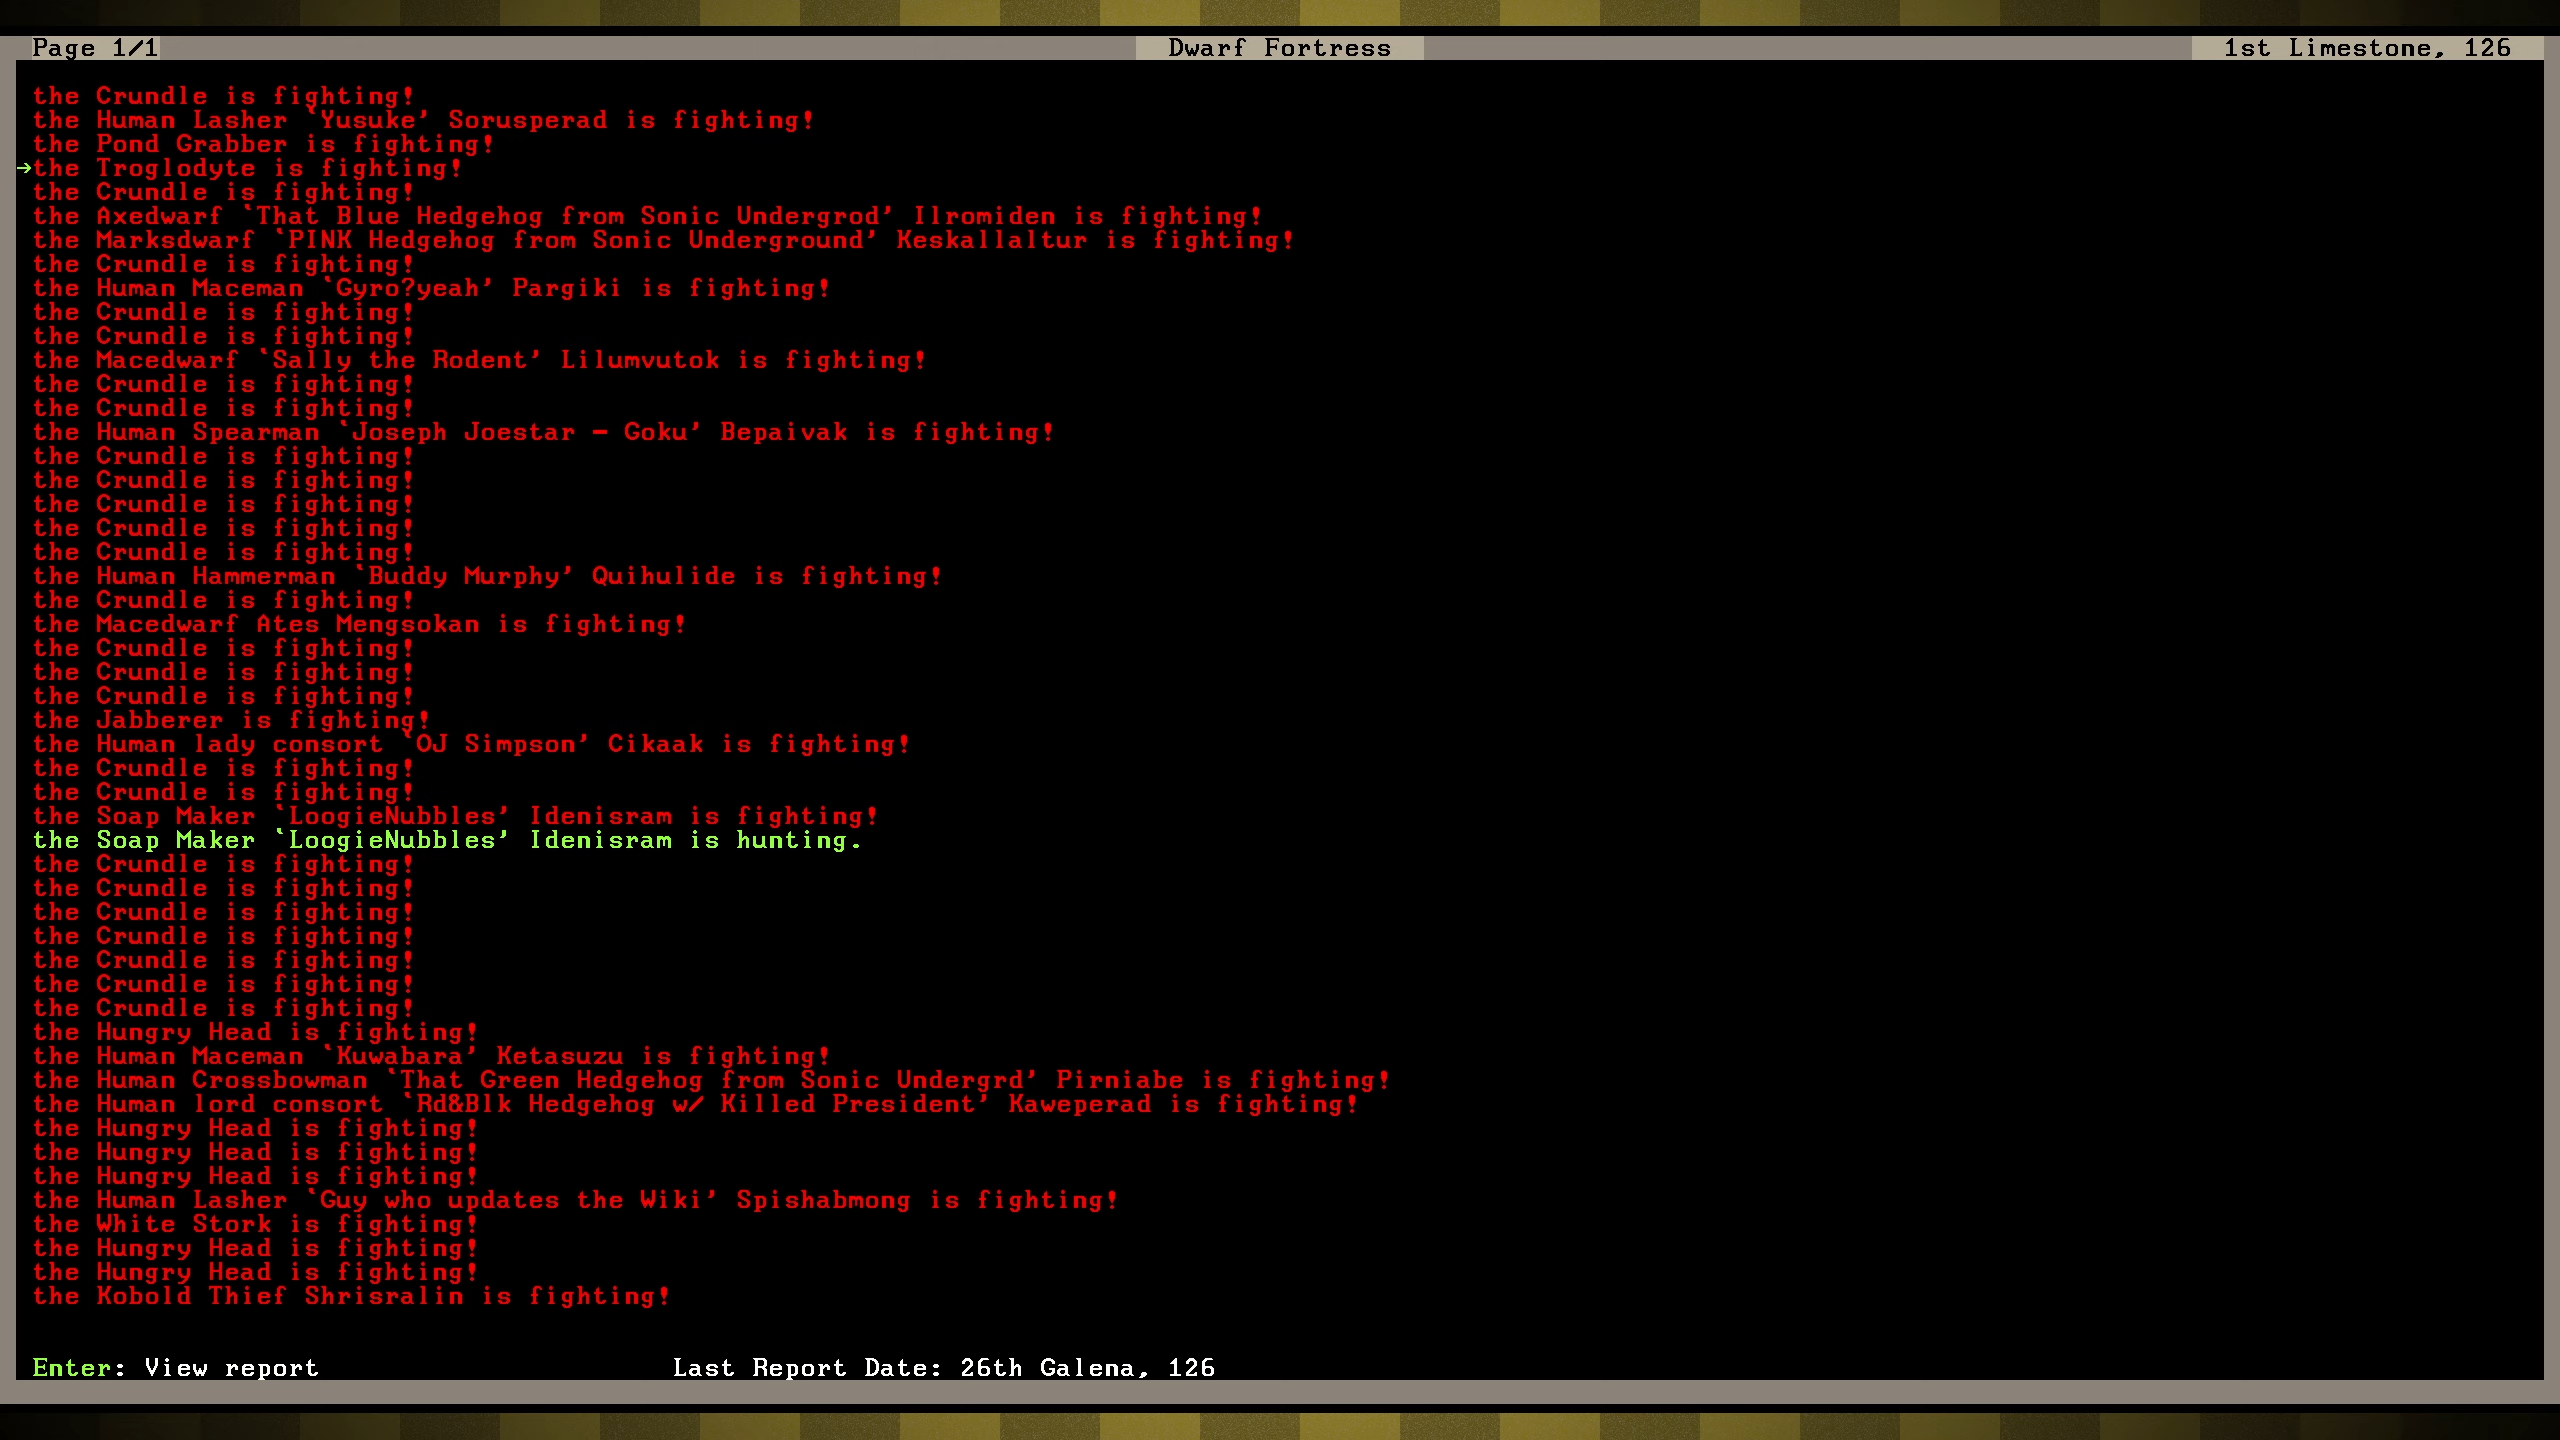 Page 1/1 Dwarf Fortress 1st Limestone, 126
the Crundle is fighting!
the Human Lasher `Yusuke' Sorusperad is fighting!
the Pond Grabber is fighting!
→the Troglodyte is fighting!
the Crundle is fighting!
the Axedwarf `That Blue Hedgehog from Sonic Undergrod' Ilromiden is fighting!
the Marksdwarf `PINK Hedgehog from Sonic Underground' Keskallaltur is fighting!
the Crundle is fighting!
the Human Maceman `Gyro?yeah' Pargiki is fighting!
the Crundle is fighting!
the Crundle is fighting!
the Macedwarf `Sally the Rodent' Lilumvutok is fighting!
the Crundle is fighting!
the Crundle is fighting!
the Human Spearman `Joseph Joestar - Goku' Bepaivak is fighting!
the Crundle is fighting!
the Crundle is fighting!
the Crundle is fighting!
the Crundle is fighting!
the Crundle is fighting!
the Human Hammerman `Buddy Murphy' Quihulide is fighting!
the Crundle is fighting!
the Macedwarf Ates Mengsokan is fighting!
the Crundle is fighting!
the Crundle is fighting!
the Crundle is fighting!
the Jabberer is fighting!
the Human lady consort `OJ Simpson' Cikaak is fighting!
the Crundle is fighting!
the Crundle is fighting!
the Soap Maker `LoogieNubbles' Idenisram is fighting!
the Soap Maker `LoogieNubbles' Idenisram is hunting.
the Crundle is fighting!
the Crundle is fighting!
the Crundle is fighting!
the Crundle is fighting!
the Crundle is fighting!
the Crundle is fighting!
the Crundle is fighting!
the Hungry Head is fighting!
the Human Maceman `Kuwabara' Ketasuzu is fighting!
the Human Crossbowman `That Green Hedgehog from Sonic Undergrd' Pirniabe is fighting!
the Human lord consort `Rd&Blk Hedgehog w/ Killed President' Kaweperad is fighting!
the Hungry Head is fighting!
the Hungry Head is fighting!
the Hungry Head is fighting!
the Human Lasher `Guy who updates the Wiki' Spishabmong is fighting!
the White Stork is fighting!
the Hungry Head is fighting!
the Hungry Head is fighting!
the Kobold Thief Shrisralin is fighting!
Enter: View report Last Report Date: 26th Galena, 126